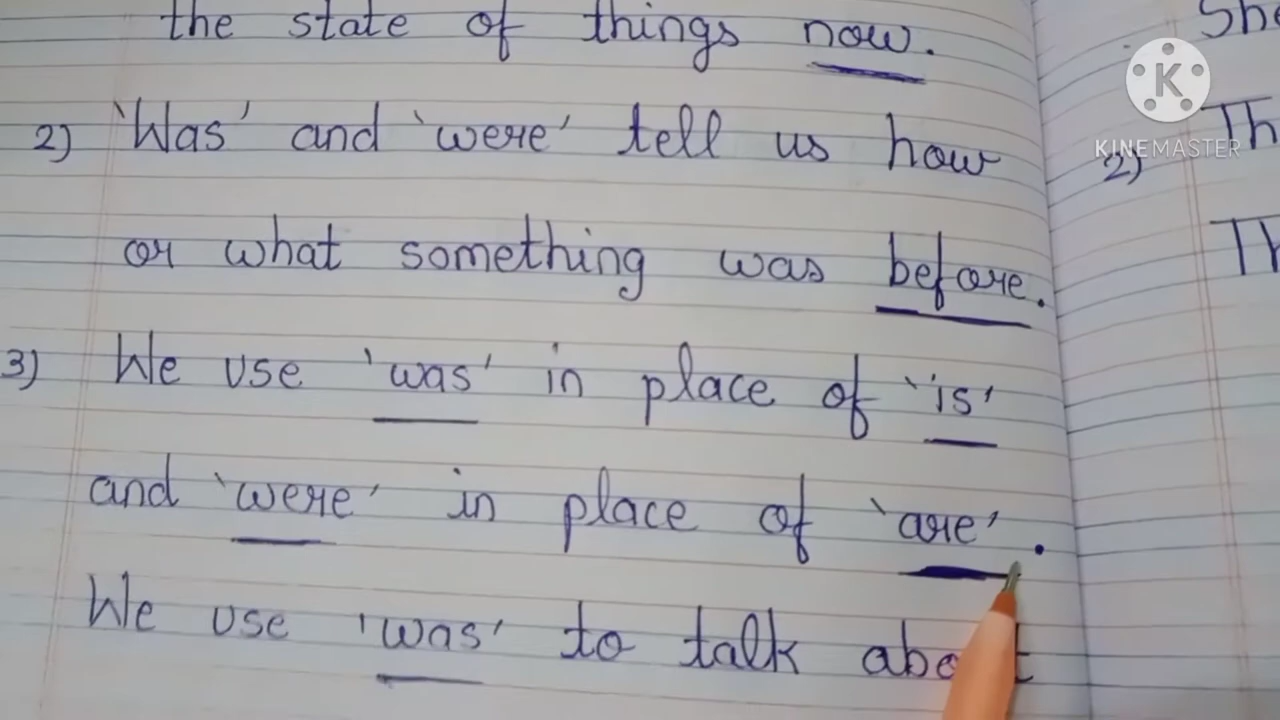 the state of things now.
2) 'Was' and 'were' tell us how
or what something was before.
3) We use 'was' in place of 'is'
and 'were' in place of 'are'.
We use 'was' to talk
2)
K
KINEMASTER